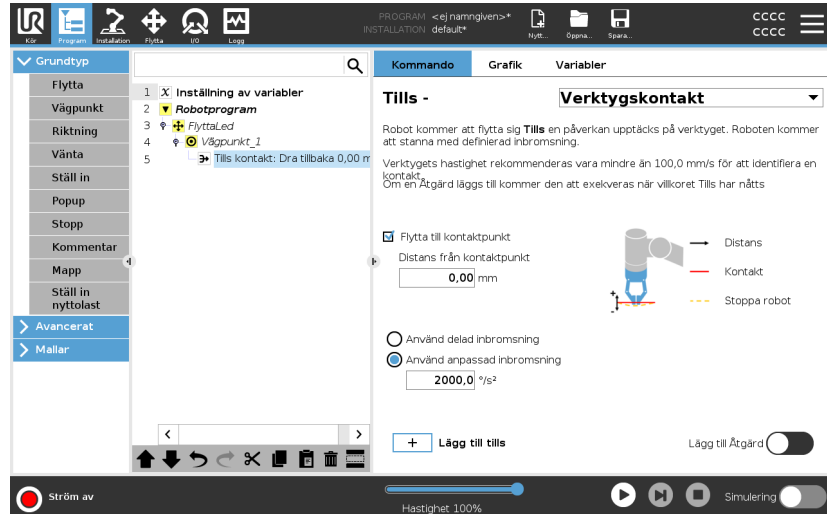 UR
PROGRAM <ej namngiven>*
INSTALLATION default*
cccc
cccc
Kör
Program
Installation
Flytta
I/O
Logg
Nytt...
Öppna...
Spara...
Grundtyp
Flytta
Vägpunkt
Riktning
Vänta
Ställ in
Popup
Stopp
Kommentar
Mapp
Ställ in
nyttolast
Avancerat
Mallar
1 X Inställning av variabler
2 Robotprogram
3 FlyttaLed
4 Vägpunkt_1
5 Tills kontakt: Dra tillbaka 0,00 m
Kommando
Grafik
Variabler
Tills -
Verktygskontakt
Robot kommer att flytta sig Tills en påverkan upptäcks på verktyget. Roboten kommer
att stanna med definierad inbromsning.
Verktygets hastighet rekommenderas vara mindre än 100,0 mm/s för att identifiera en
kontakt.
Om en Åtgärd läggs till kommer den att exekveras när villkoret Tills har nåtts
Flytta till kontaktpunkt
Distans från kontaktpunkt
0,00 mm
Distans
Kontakt
Stoppa robot
+
-
Använd delad inbromsning
Använd anpassad inbromsning
2000,0 °/s²
+ Lägg till tills
Lägg till Åtgärd
Ström av
Hastighet 100%
Simulering